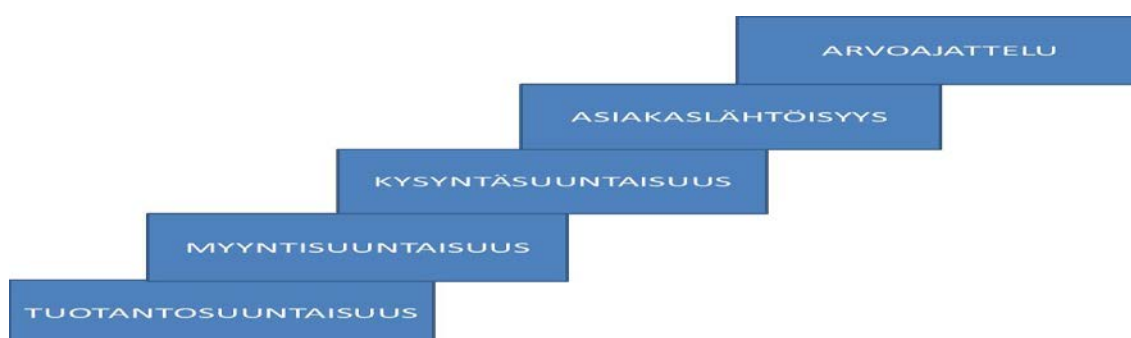 ARVOAJATTELU
ASIAKASLÄHTÖISYYS
KYSYNTÄSUUNTAISUUS
MYYNTISUUNTAISUUS
TUOTANTOSUUNTAISUUS